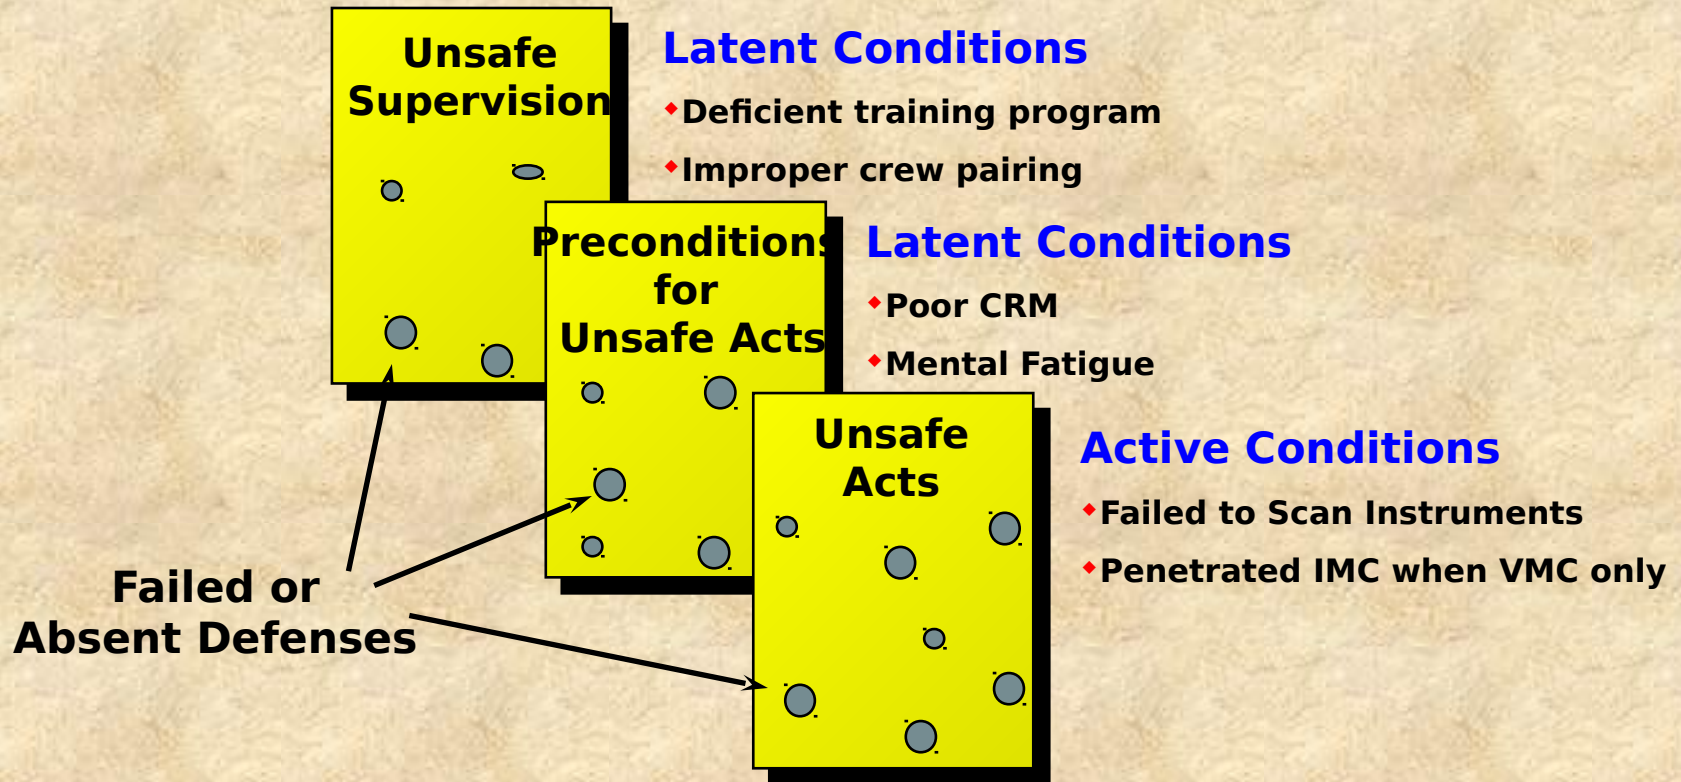 Unsafe
Supervision
Latent Conditions
Deficient training program
Improper crew pairing
Preconditions
for
Unsafe Acts
Latent Conditions
Poor CRM
Mental Fatigue
Unsafe
Acts
Active Conditions
Failed to Scan Instruments
Penetrated IMC when VMC only
Failed or
Absent Defenses